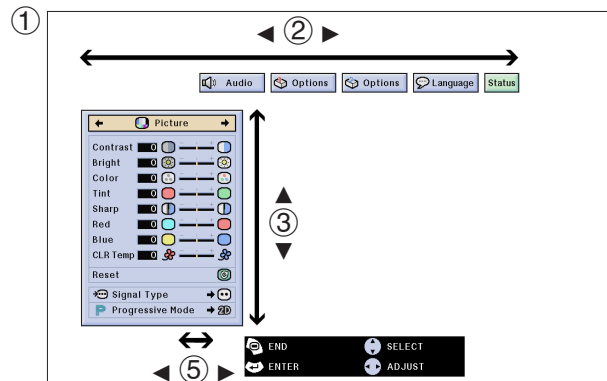 ①
◄ ② ►
Audio Options Options Language Status
Picture
Contrast 0
Bright 0
Color 0
Tint 0
Sharp 0
Red 0
Blue 0
CLR Temp 0
Reset
Signal Type
P Progressive Mode 2D
▲
③
▼
◄ ⑤ ►
END SELECT
ENTER ADJUST